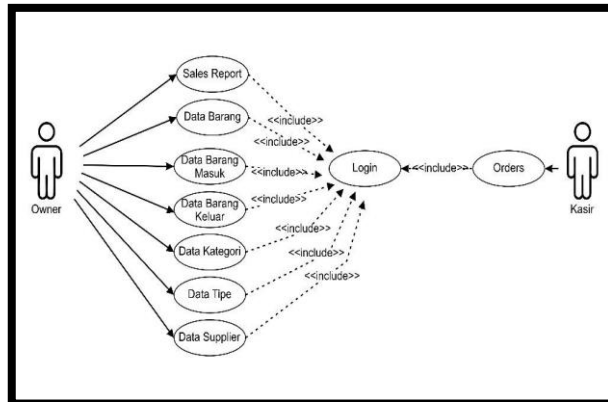 Sales Report
Data Barang
<<include>>
<<include>>
Data Barang
Masuk
<<include>>
Login
<<include>>
Orders
Owner
Kasir
Data Barang
Keluar
<<include>>
Data Kategori
<<include>>
<<include>>
Data Tipe
<<include>>
Data Supplier